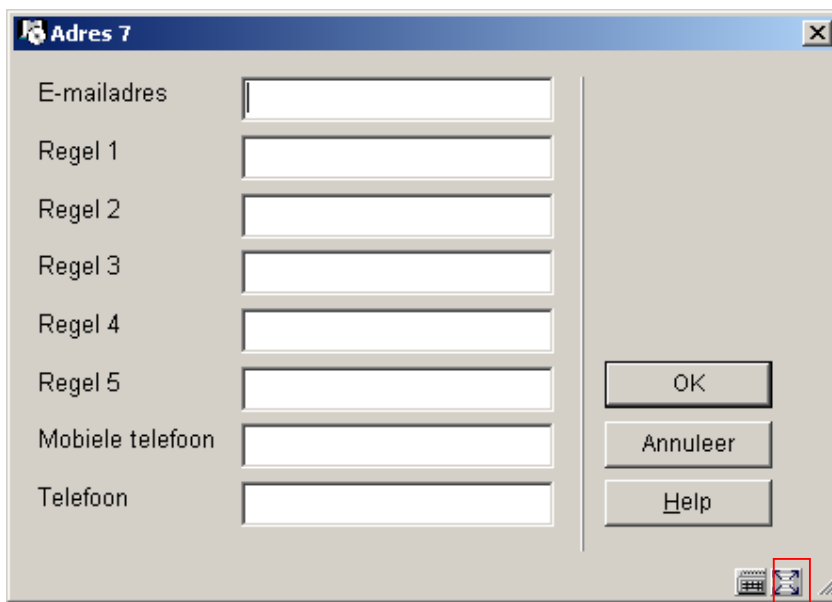 Adres 7
E-mailadres
Regel 1
Regel 2
Regel 3
Regel 4
Regel 5
Mobiele telefoon
Telefoon
OK
Annuleer
Help